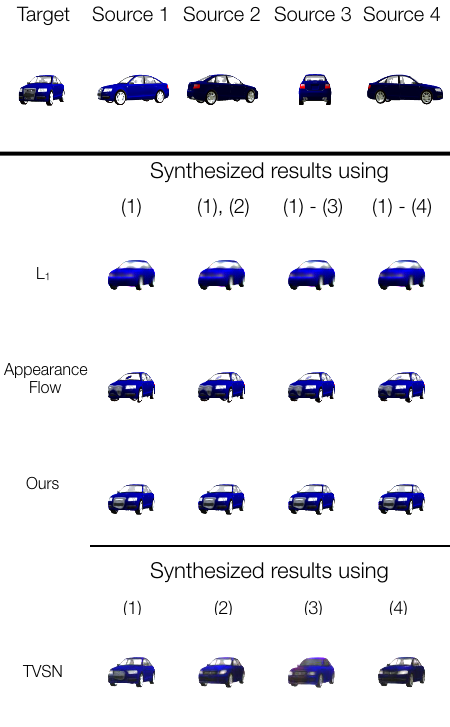 Target Source 1 Source 2 Source 3 Source 4
Synthesized results using
(1) (1), (2) (1) - (3) (1) - (4)
L₁
Appearance
Flow
Ours
Synthesized results using
(1) (2) (3) (4)
TVSN